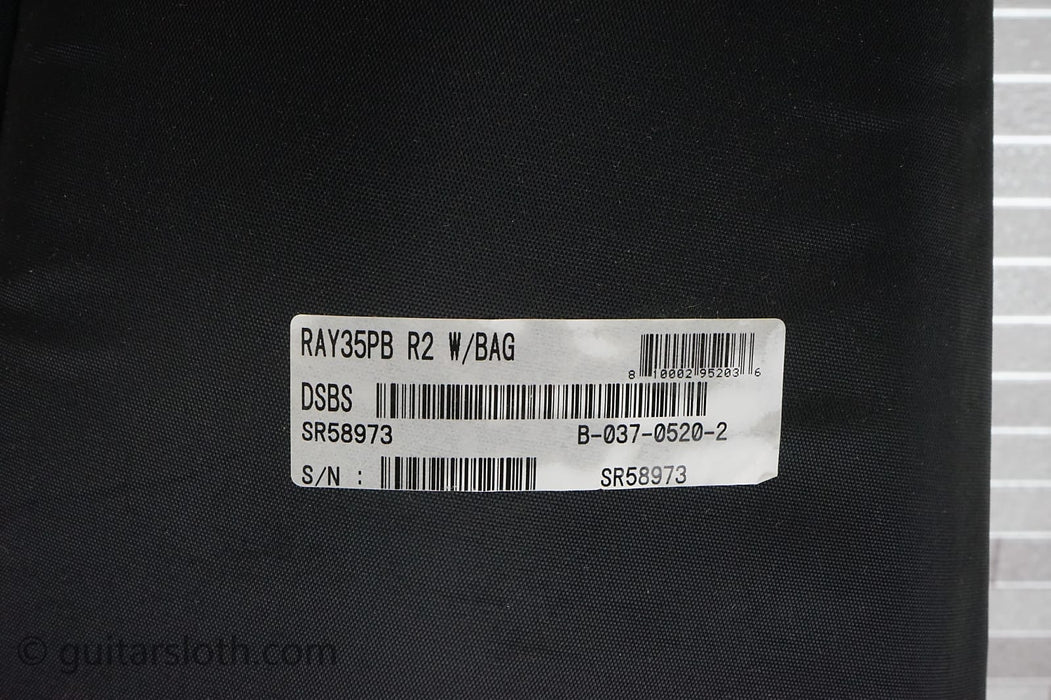 RAY35PB R2 W/BAG
8 10002 95203 6
DSBS
SR58973 B-037-0520-2
S/N : SR58973
© guitarsloth.com